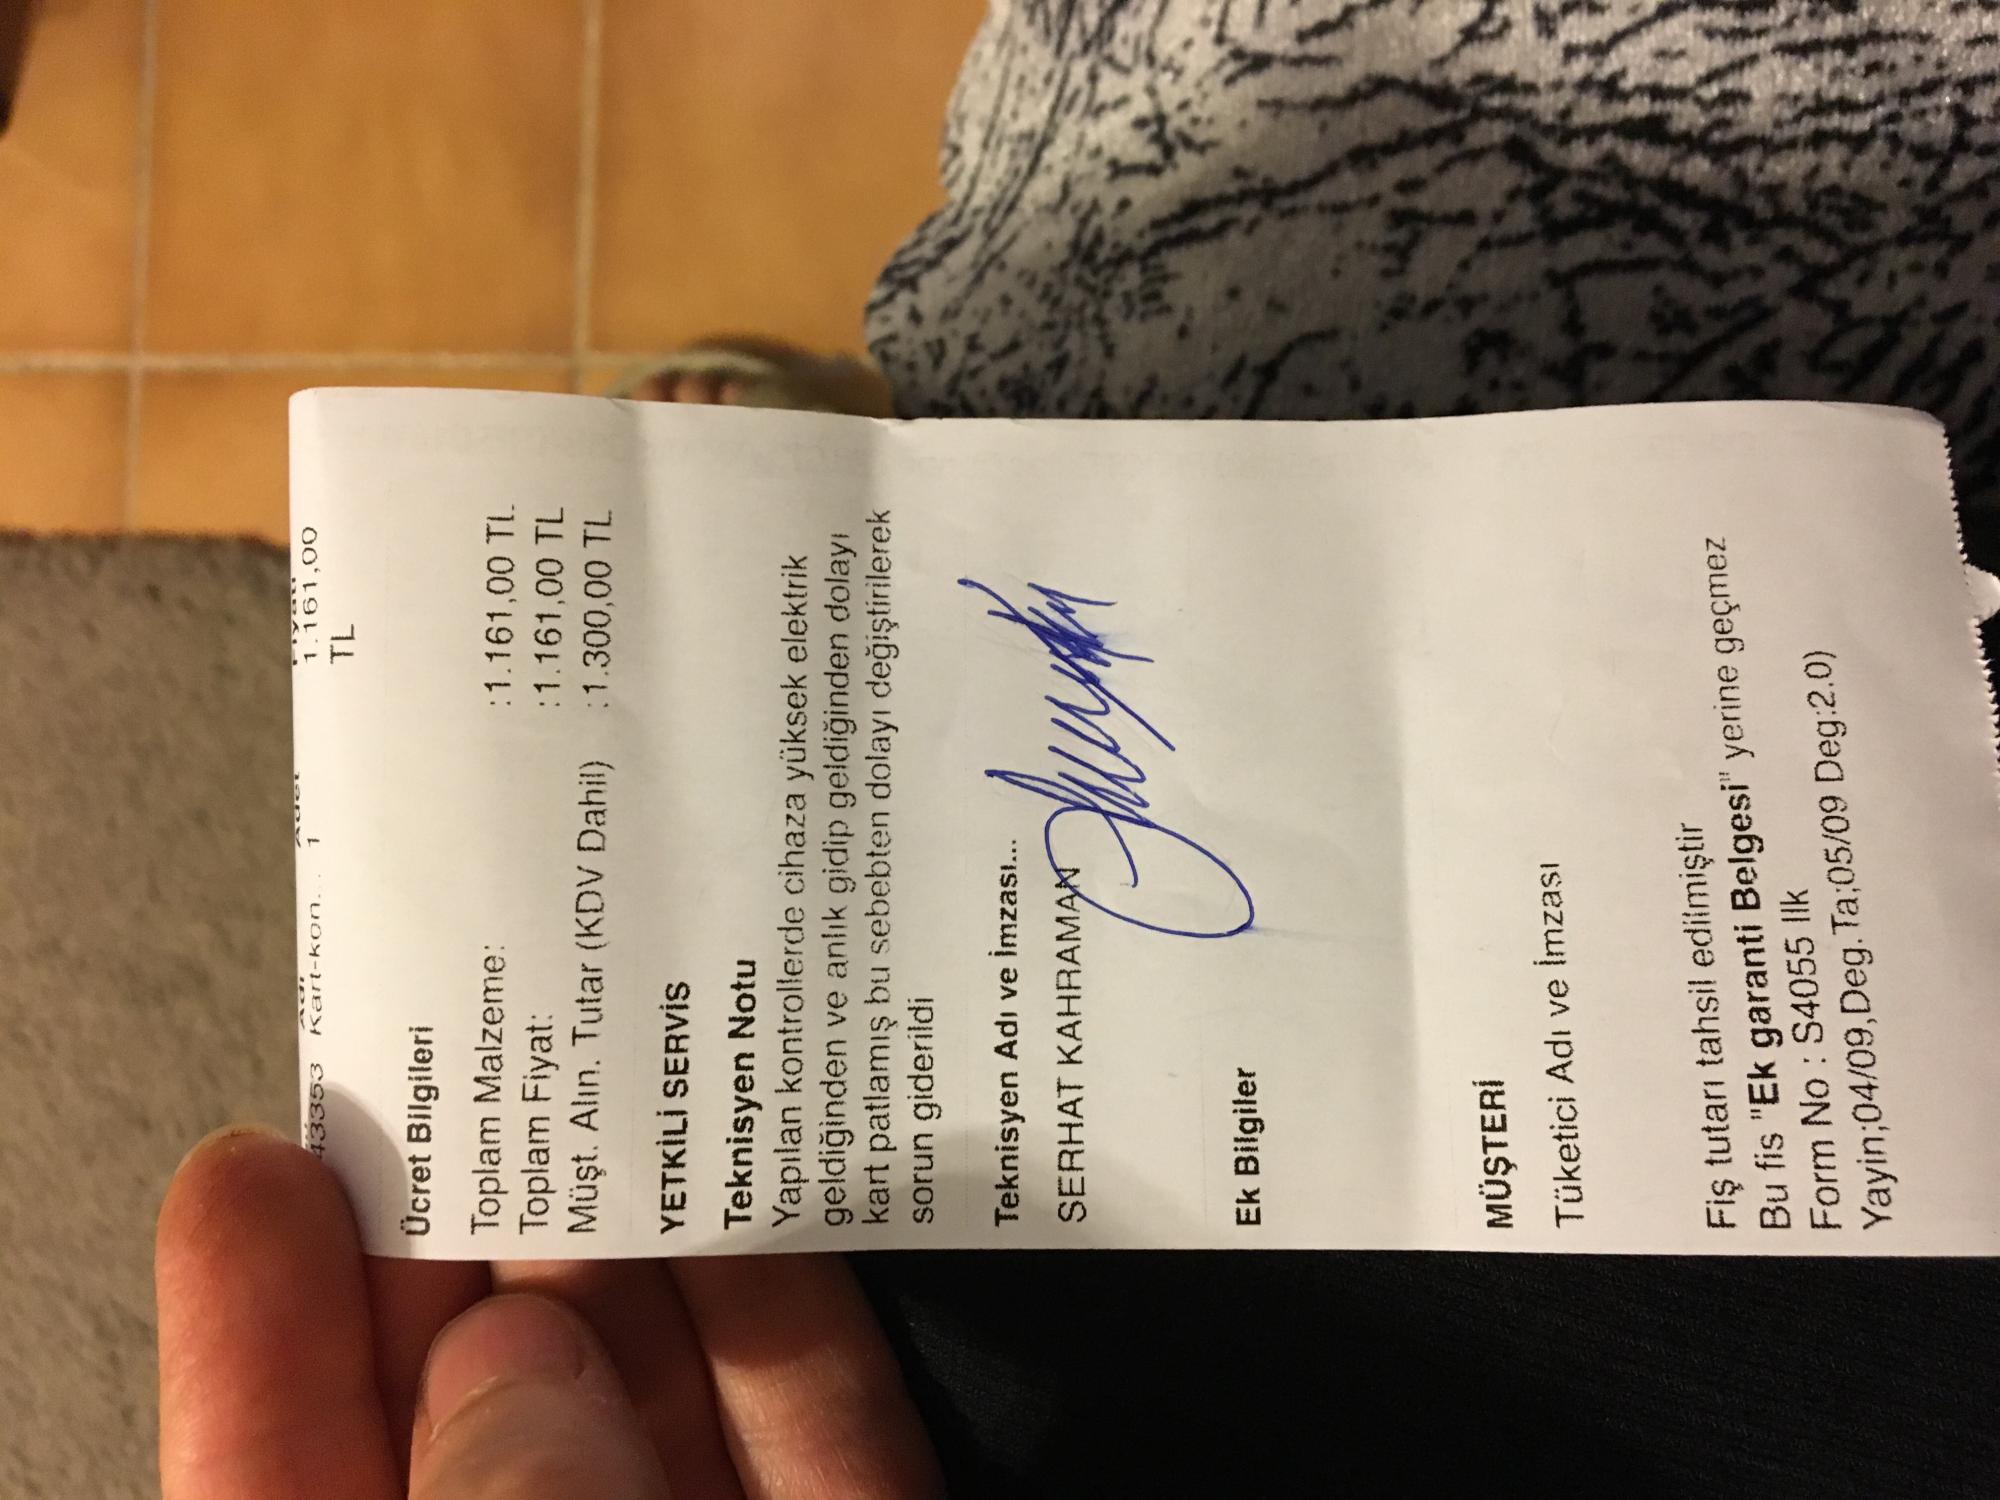 Adı Adet Fiyatı
43353 Kart-kon... 1 1.161,00
TL
Ücret Bilgileri
Toplam Malzeme: : 1.161,00 TL
Toplam Fiyat: : 1.161,00 TL
Müşt. Alın. Tutar (KDV Dahil) : 1.300,00 TL
YETKİLİ SERVİS
Teknisyen Notu
Yapılan kontrollerde cihaza yüksek elektrik
geldiğinden ve anlık gidip geldiğinden dolayı
kart patlamış bu sebebten dolayı değiştirilerek
sorun giderildi
Teknisyen Adı ve İmzası...
SERHAT KAHRAMAN
Ek Bilgiler
MÜŞTERİ
Tüketici Adı ve İmzası
Fiş tutarı tahsil edilmiştir
Bu fis "Ek garanti Belgesi" yerine geçmez
Form No : S4055 Ilk
Yayin;04/09,Deg.Ta;05/09 Deg:2.0)